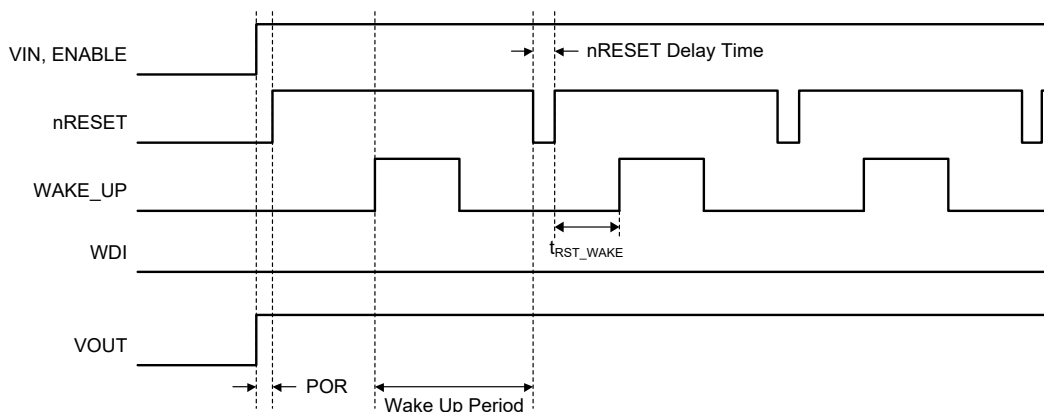 VIN, ENABLE
nRESET Delay Time
nRESET
WAKE_UP
tRST_WAKE
WDI
VOUT
POR
Wake Up Period